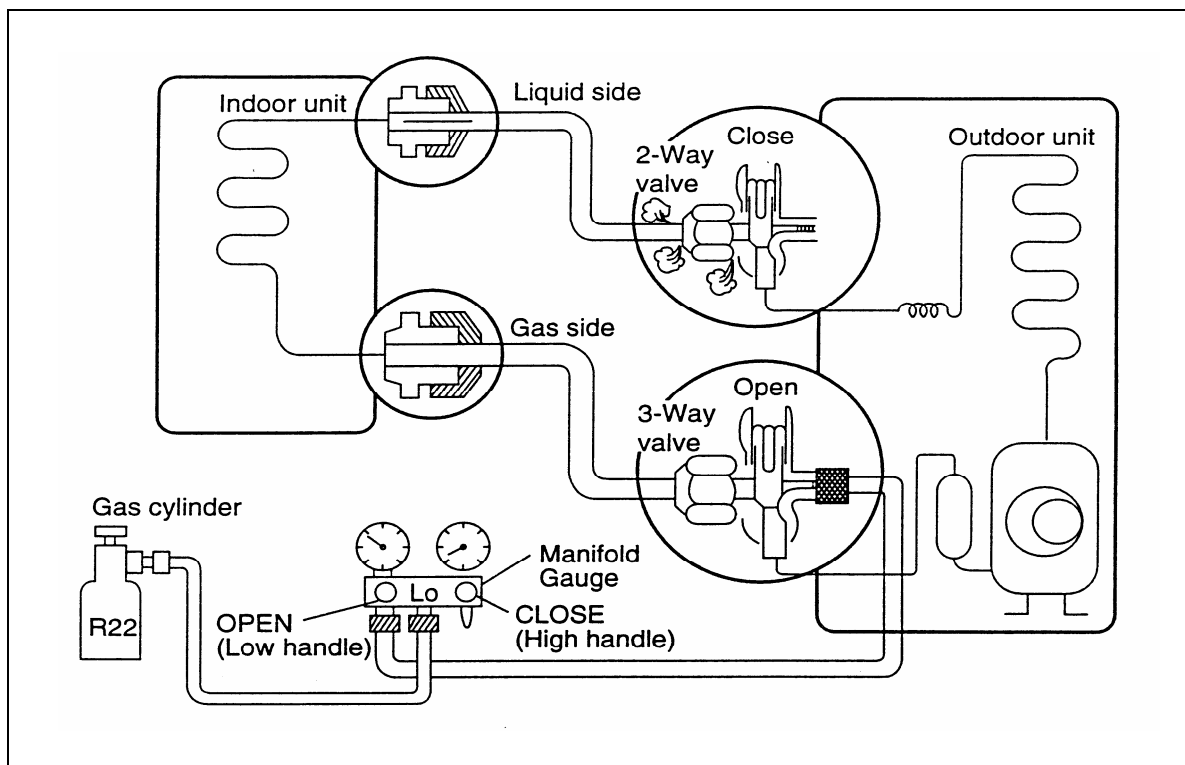 Indoor unit
Liquid side
2-Way
valve
Close
Outdoor unit
Gas side
3-Way
valve
Open
Gas cylinder
R22
Lo
Manifold
Gauge
OPEN
(Low handle)
CLOSE
(High handle)